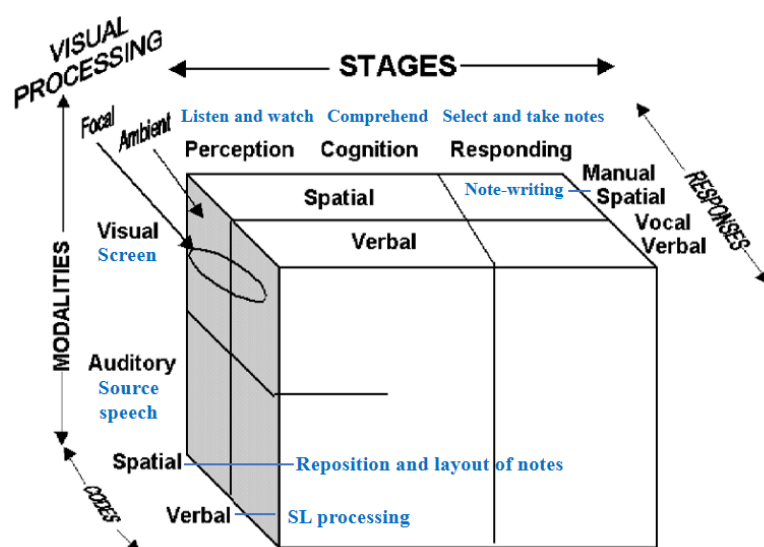 VISUAL
PROCESSING
STAGES
Focal
Ambient
Listen and watch
Comprehend
Select and take notes
Perception
Cognition
Responding
Manual
Spatial
Note-writing
Spatial
Vocal
Verbal
Verbal
RESPONSES
Visual
Screen
MODALITIES
Auditory
Source
speech
Spatial
Reposition and layout of notes
Verbal
SL processing
CODES